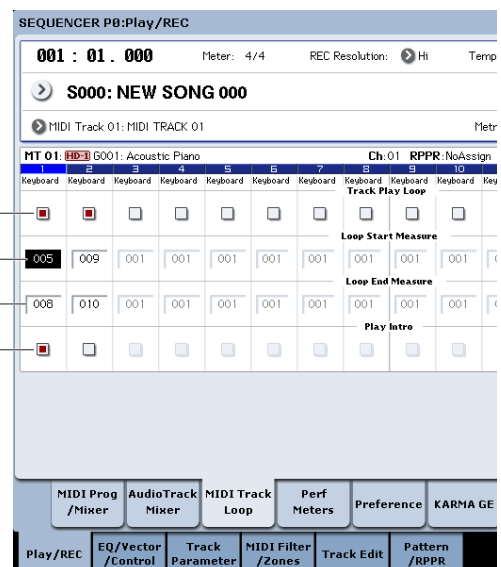 SEQUENCER P0:Play/REC
001 : 01 . 000 Meter: 4/4 REC Resolution: Hi
S000: NEW SONG 000
MIDI Track 01: MIDI TRACK 01
MT 01: HD-1 G001: Acoustic Piano Ch:01 RPPR:NoAssign
1 2 3 4 5 6 7 8 9 10
Keyboard Keyboard Keyboard Keyboard Keyboard Keyboard Keyboard Keyboard Keyboard Keyboard
Track Play Loop
Loop Start Measure
005 009 001 001 001 001 001 001 001 001
Loop End Measure
008 010 001 001 001 001 001 001 001 001
Play Intro
MIDI Prog /Mixer AudioTrack Mixer MIDI Track Loop Perf Meters Preference KARMA GE
Play/REC EQ/Vector /Control Track Parameter MIDI Filter /Zones Track Edit Pattern /RPPR